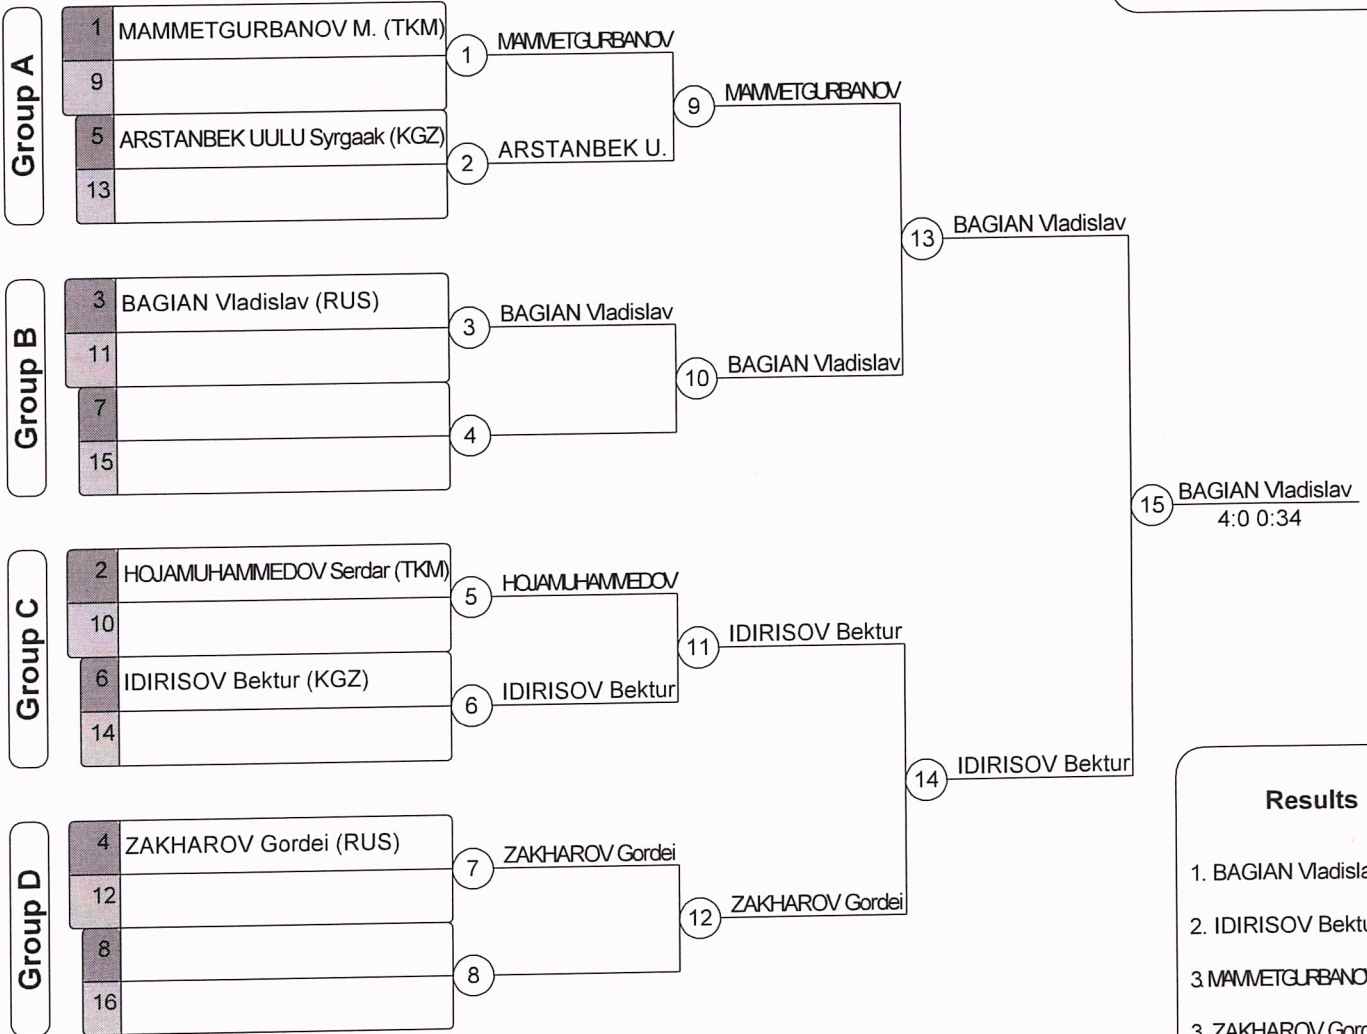 Group A
1 MAMMETGURBANOV M. (TKM)
9
5 ARSTANBEK UULU Syrgaak (KGZ)
13
1 MAMMETGURBANOV
2 ARSTANBEK U.
9 MAMMETGURBANOV
Group B
3 BAGIAN Vladislav (RUS)
11
7
15
3 BAGIAN Vladislav
4
10 BAGIAN Vladislav
13 BAGIAN Vladislav
Group C
2 HOJAMUHAMMEDOV Serdar (TKM)
10
6 IDIRISOV Bektur (KGZ)
14
5 HOJAMUHAMMEDOV
6 IDIRISOV Bektur
11 IDIRISOV Bektur
Group D
4 ZAKHAROV Gordei (RUS)
12
8
16
7 ZAKHAROV Gordei
8
12 ZAKHAROV Gordei
14 IDIRISOV Bektur
15 BAGIAN Vladislav
4:0 0:34
Results
1. BAGIAN Vladisla
2. IDIRISOV Bektu
3. MAMMETGURBANO
3. ZAKHAROV Gord